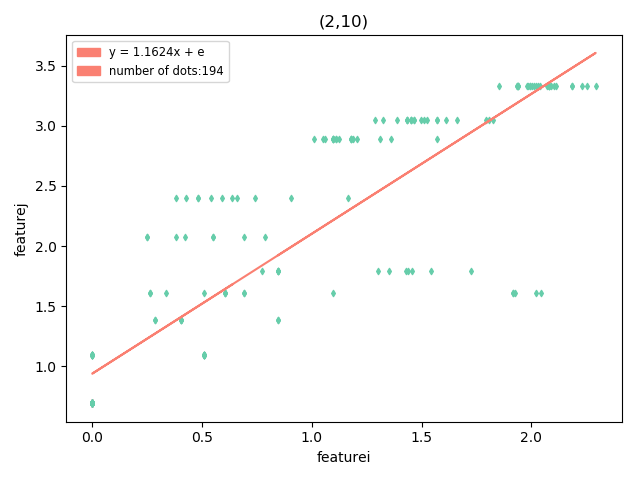 (2,10)
y = 1.1624x + e
number of dots:194
3.5
3.0
2.5
2.0
1.5
1.0
featurej
0.0 0.5 1.0 1.5 2.0
featurei